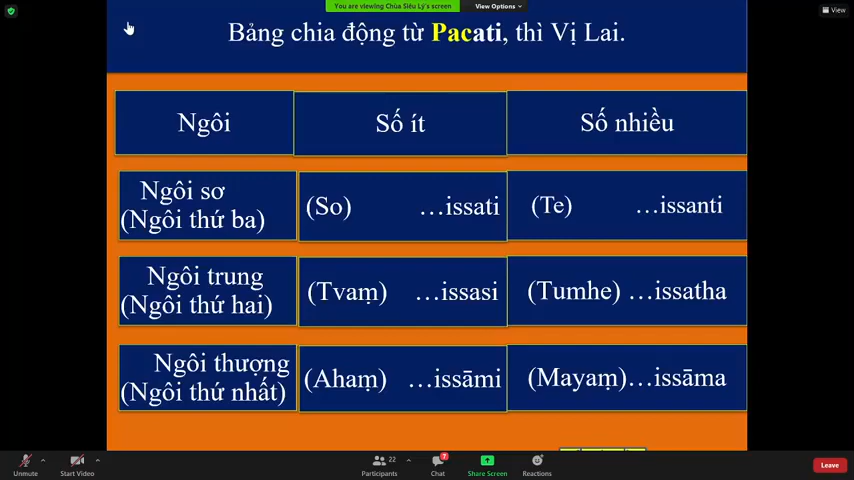 You are viewing Chùa Siêu Lý's screen
View Options
View
Bảng chia động từ Pacati, thì Vị Lai.
Ngôi Số ít Số nhiều
Ngôi sơ
(Ngôi thứ ba)
(So) …issati
(Te) …issanti
Ngôi trung
(Ngôi thứ hai)
(Tvaṃ) …issasi
(Tumhe) …issatha
Ngôi thượng
(Ngôi thứ nhất)
(Ahaṃ) …issāmi
(Mayaṃ)…issāma
Unmute
Start Video
22
Participants
7
Chat
Share Screen
Reactions
Leave